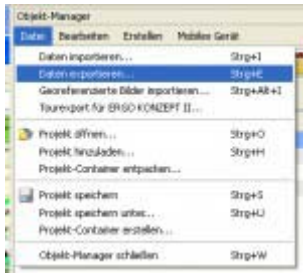 Objekt-Manager
Datei Bearbeiten Erstellen Mobiles Gerät
Daten importieren... Strg+I
Daten exportieren... Strg+E
Georeferenzierte Bilder importieren... Strg+Alt+I
Tourexport für ERGO KONZEPT II...
Projekt öffnen... Strg+O
Projekt hinzuladen... Strg+H
Projekt-Container entpacken...
Projekt speichern Strg+S
Projekt speichern unter... Strg+U
Projekt-Container erstellen...
Objekt-Manager schließen Strg+W